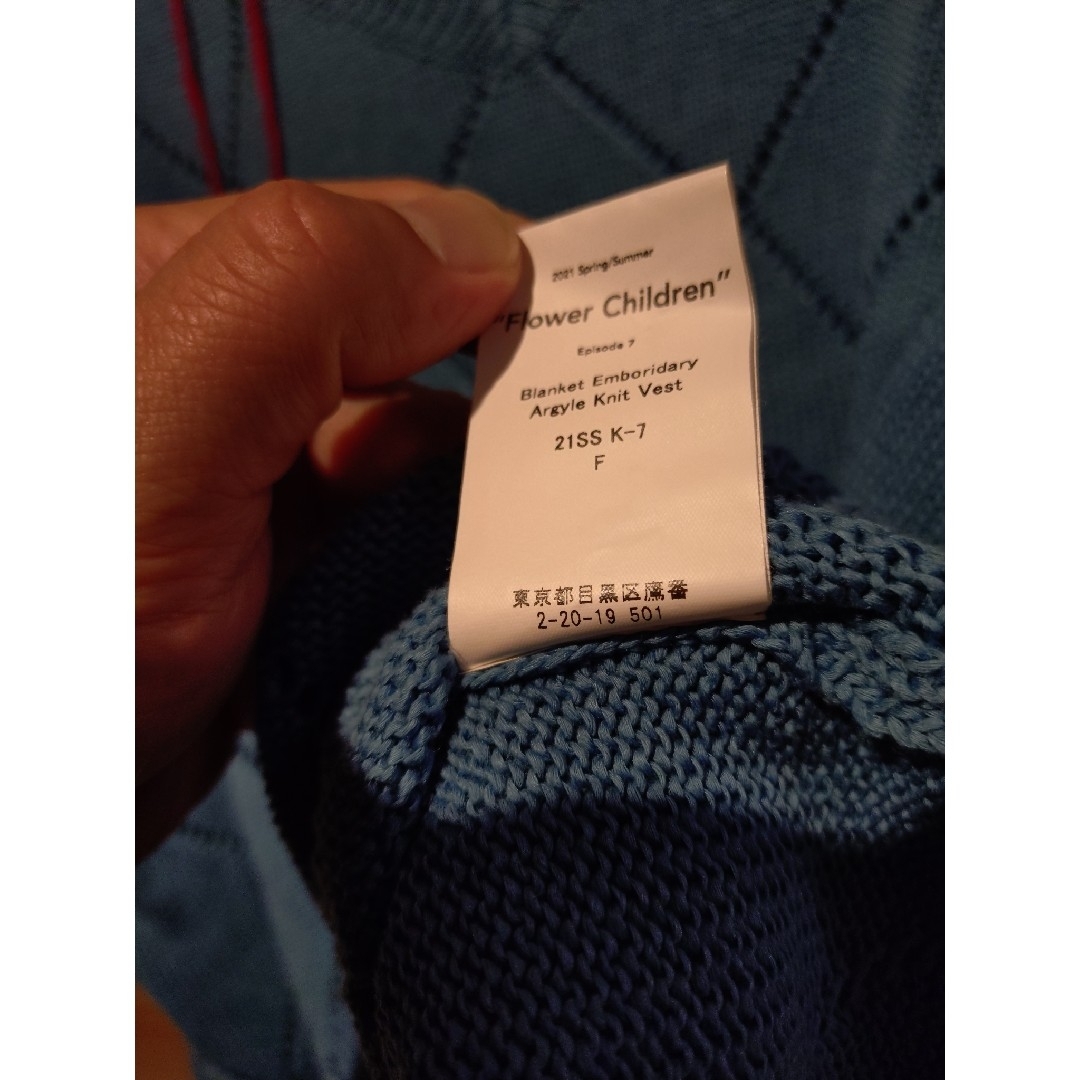 2021 Spring/Summer
"Flower Children"
Episode 7
Blanket Emboridary
Argyle Knit Vest
21SS K-7
F
東京都目黒区鷹番
2-20-19 501